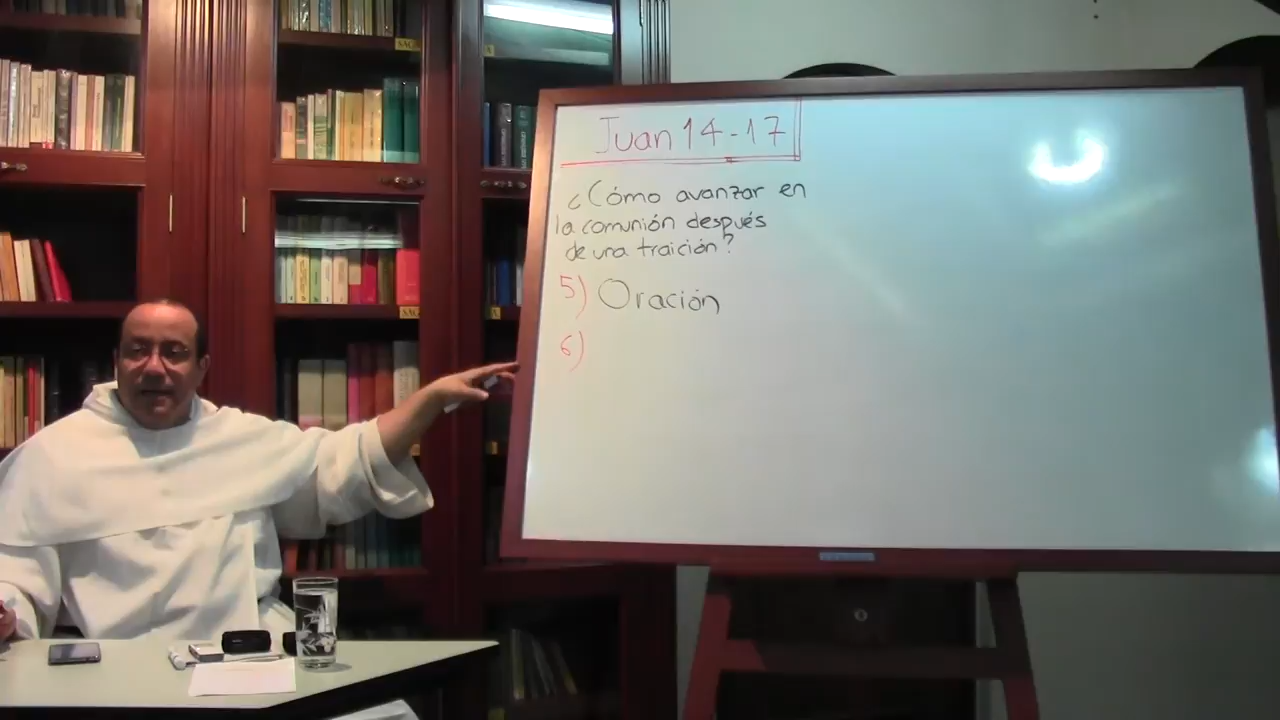 Juan 14-17
¿Cómo avanzar en
la comunión después
de una traición?
5) Oración
6)